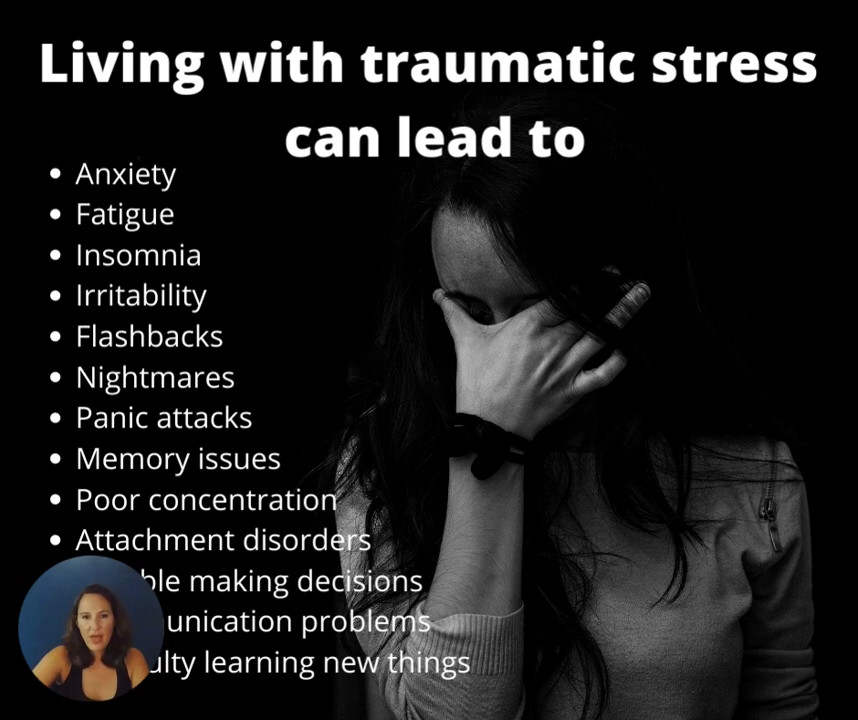 Living with traumatic stress
can lead to
• Anxiety
• Fatigue
• Insomnia
• Irritability
• Flashbacks
• Nightmares
• Panic attacks
• Memory issues
• Poor concentration
• Attachment disorders
making decisions
problems
learning new things